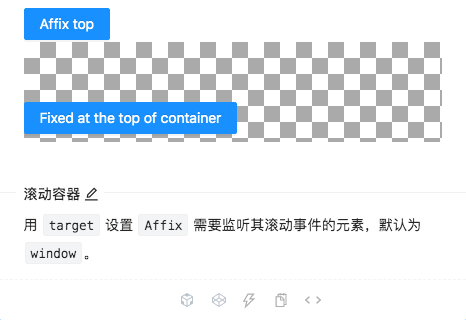 Affix top
Fixed at the top of container
滚动容器
用 target 设置 Affix 需要监听其滚动事件的元素，默认为
window 。